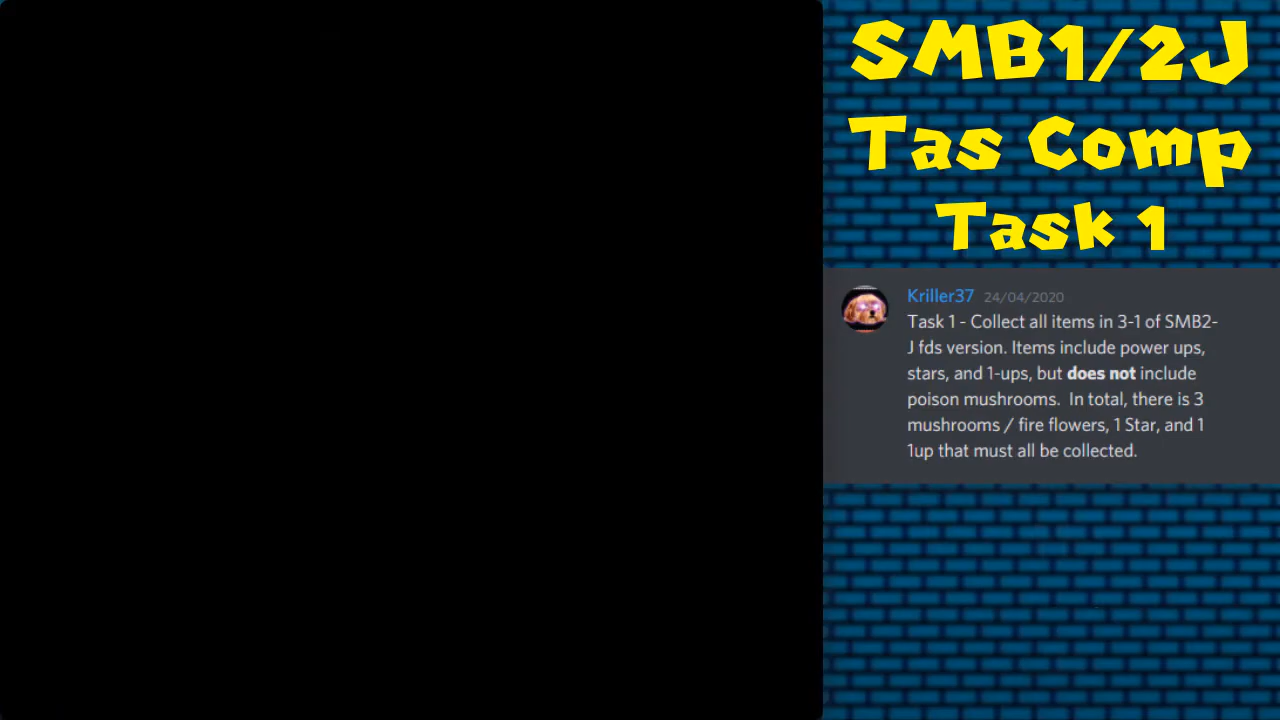 SMB1/2J
Tas Comp
Task 1
Kriller37 24/04/2020
Task 1 - Collect all items in 3-1 of SMB2-
J fds version. Items include power ups,
stars, and 1-ups, but does not include
poison mushrooms.  In total, there is 3
mushrooms / fire flowers, 1 Star, and 1
1up that must all be collected.